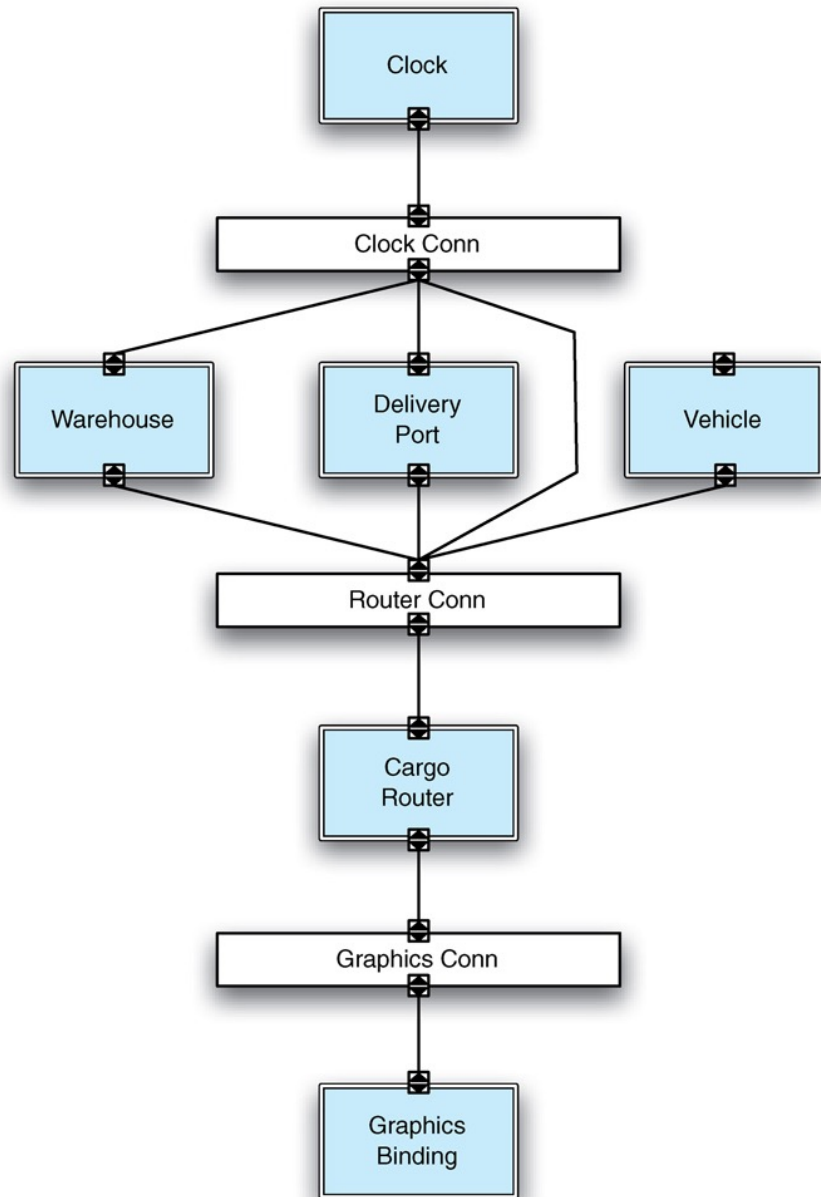 Clock
Clock Conn
Warehouse
Delivery
Port
Vehicle
Router Conn
Cargo
Router
Graphics Conn
Graphics
Binding